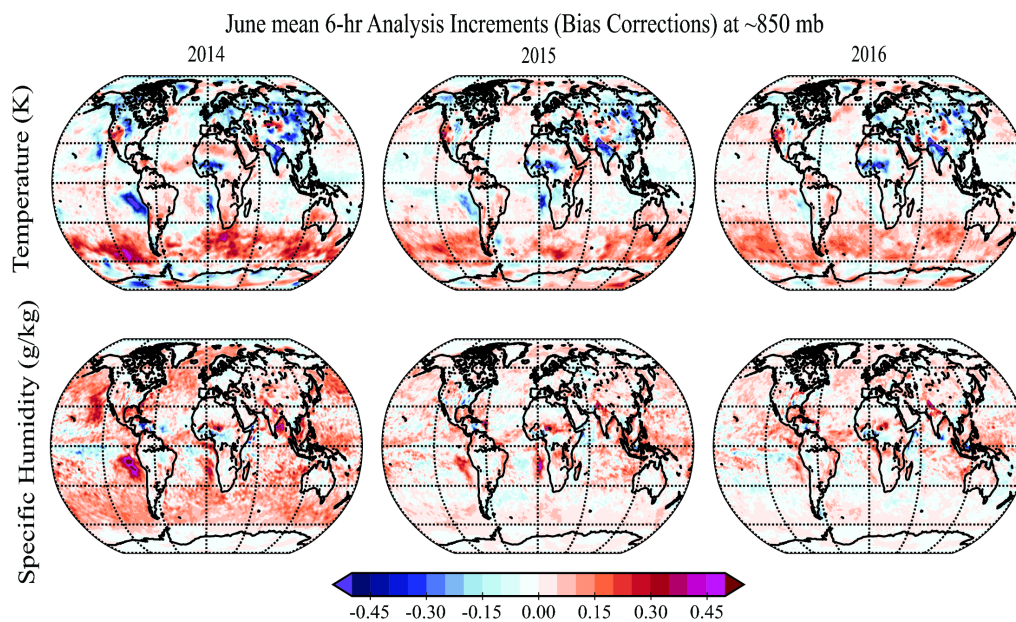 June mean 6-hr Analysis Increments (Bias Corrections) at ~850 mb
2014 2015 2016
Temperature (K)
Specific Humidity (g/kg)
-0.45 -0.30 -0.15 0.00 0.15 0.30 0.45